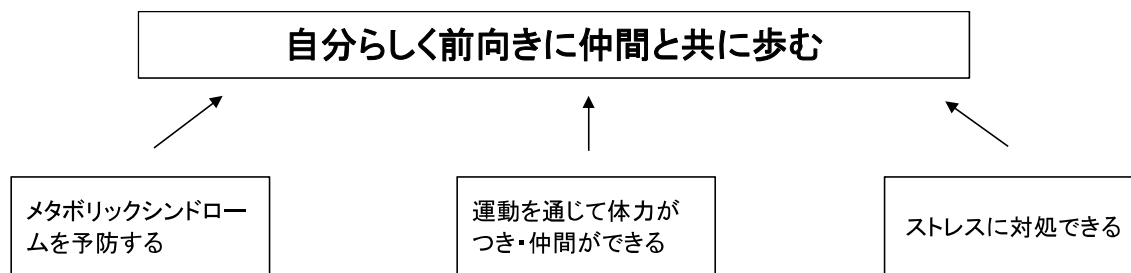 自分らしく前向きに仲間と共に歩む
メタボリックシンドロー
ムを予防する
運動を通じて体力が
つき・仲間ができる
ストレスに対処できる